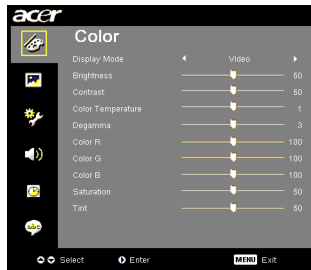 acer
Color
Display Mode Video
Brightness 50
Contrast 50
Color Temperature 1
Degamma 3
Color R 100
Color G 100
Color B 100
Saturation 50
Tint 50
abc
Select Enter MENU Exit